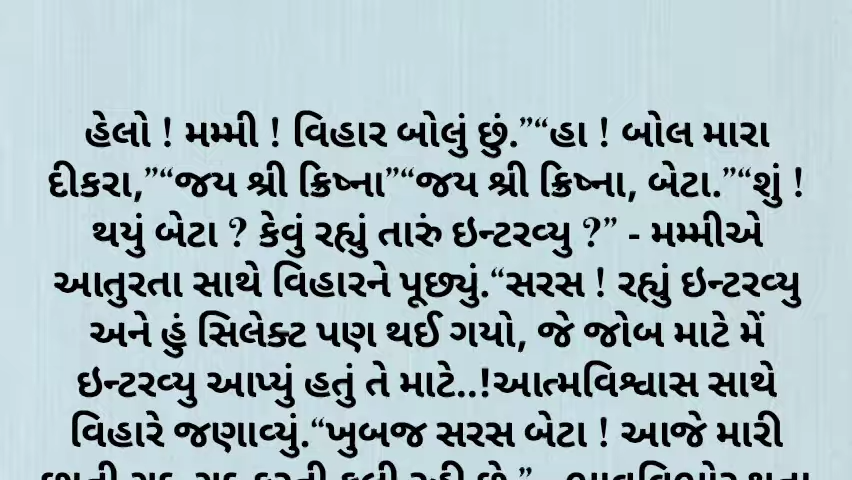 હેલો ! મમ્મી ! વિહાર બોલું છું.”“હા ! બોલ મારા
દીકરા,”“જય શ્રી ક્રિષ્ના”“જય શ્રી ક્રિષ્ના, બેટા.”“શું !
થયું બેટા ? કેવું રહ્યું તારું ઇન્ટરવ્યુ ?” - મમ્મીએ
આતુરતા સાથે વિહારને પૂછ્યું.“સરસ ! રહ્યું ઇન્ટરવ્યુ
અને હું સિલેક્ટ પણ થઈ ગયો, જે જોબ માટે મેં
ઇન્ટરવ્યુ આપ્યું હતું તે માટે..!આત્મવિશ્વાસ સાથે
વિહારે જણાવ્યું.“ખુબજ સરસ બેટા ! આજે મારી